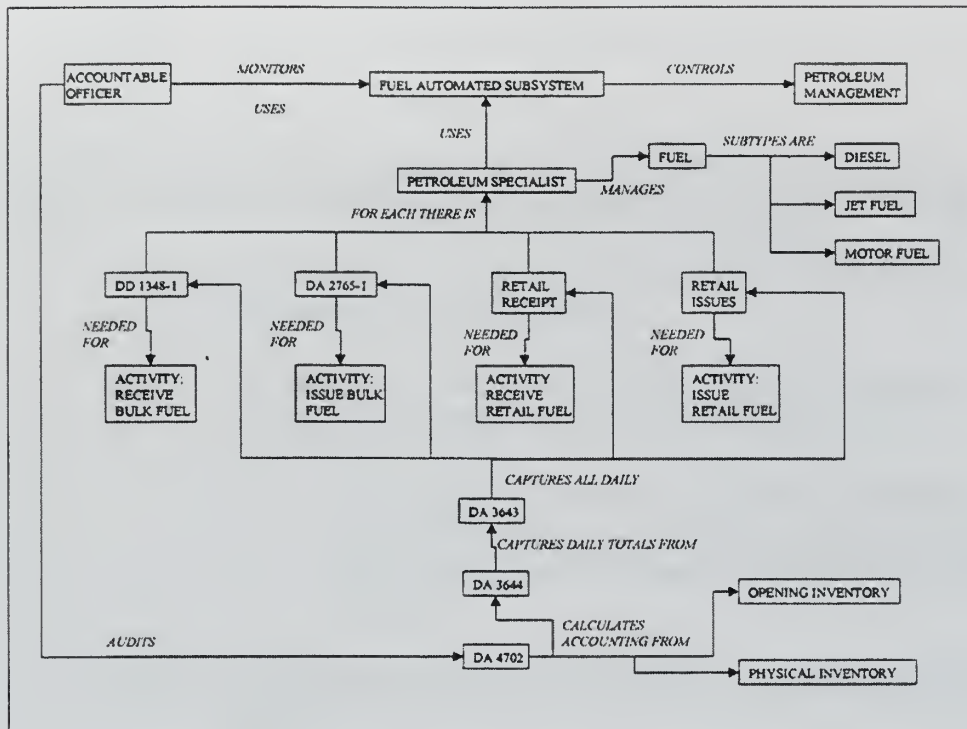 MONITORS
CONTROLS
ACCOUNTABLE
OFFICER
FUEL AUTOMATED SUBSYSTEM
PETROLEUM
MANAGEMENT
USES
USES
SUBTYPES ARE
FUEL
DIESEL
PETROLEUM SPECIALIST
MANAGES
JET FUEL
FOR EACH THERE IS
MOTOR FUEL
DD 1348-1
DA 2765-1
RETAIL
RECEIPT
RETAIL
ISSUES
NEEDED
FOR
NEEDED
FOR
NEEDED
FOR
NEEDED
FOR
ACTIVITY:
RECEIVE
BULK FUEL
ACTIVITY:
ISSUE BULK
FUEL
ACTIVITY
RECEIVE
RETAIL FUEL
ACTIVITY:
ISSUE
RETAIL FUEL
CAPTURES ALL DAILY
DA 3643
CAPTURES DAILY TOTALS FROM
DA 3644
OPENING INVENTORY
CALCULATES
ACCOUNTING FROM
AUDITS
DA 4702
PHYSICAL INVENTORY